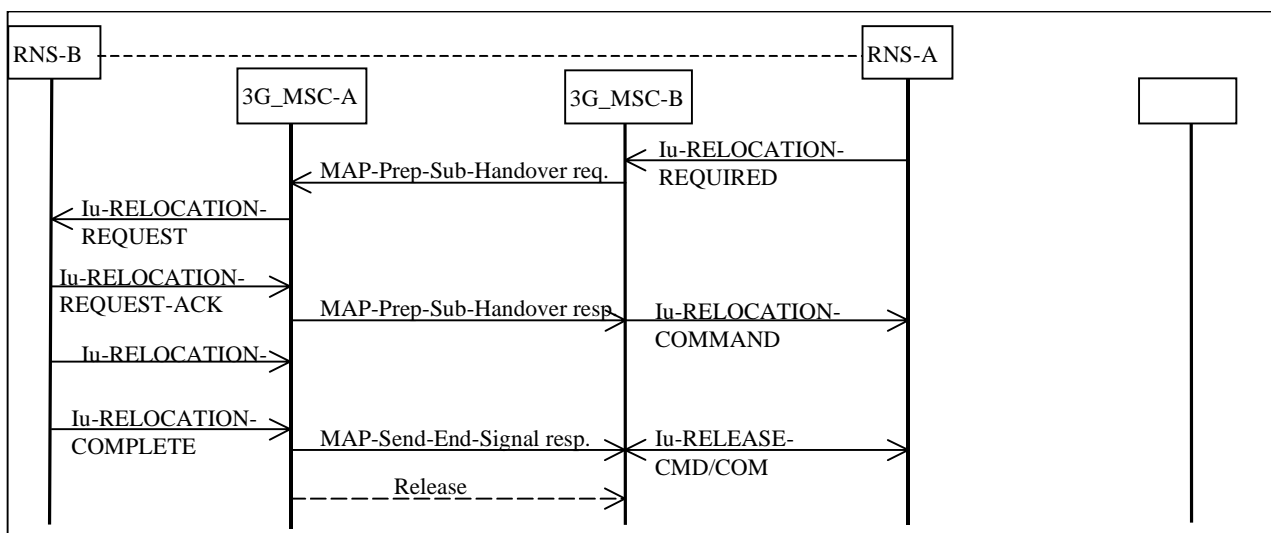 RNS-B
RNS-A
3G_MSC-A
3G_MSC-B
Iu-RELOCATION-
REQUIRED
MAP-Prep-Sub-Handover req.
Iu-RELOCATION-
REQUEST
Iu-RELOCATION-
REQUEST-ACK
MAP-Prep-Sub-Handover resp
Iu-RELOCATION-
COMMAND
Iu-RELOCATION-
Iu-RELOCATION-
COMPLETE
MAP-Send-End-Signal resp.
Iu-RELEASE-
CMD/COM
Release